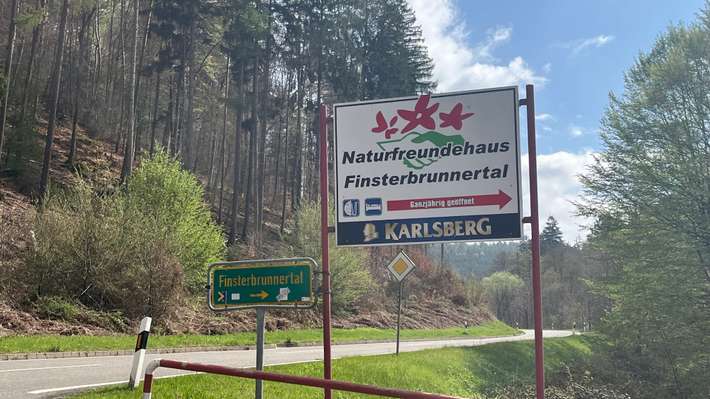 Naturfreundehaus
Finsterbrunnertal
Ganzjährig geöffnet
KARLSBERG
Finsterbrunnertal